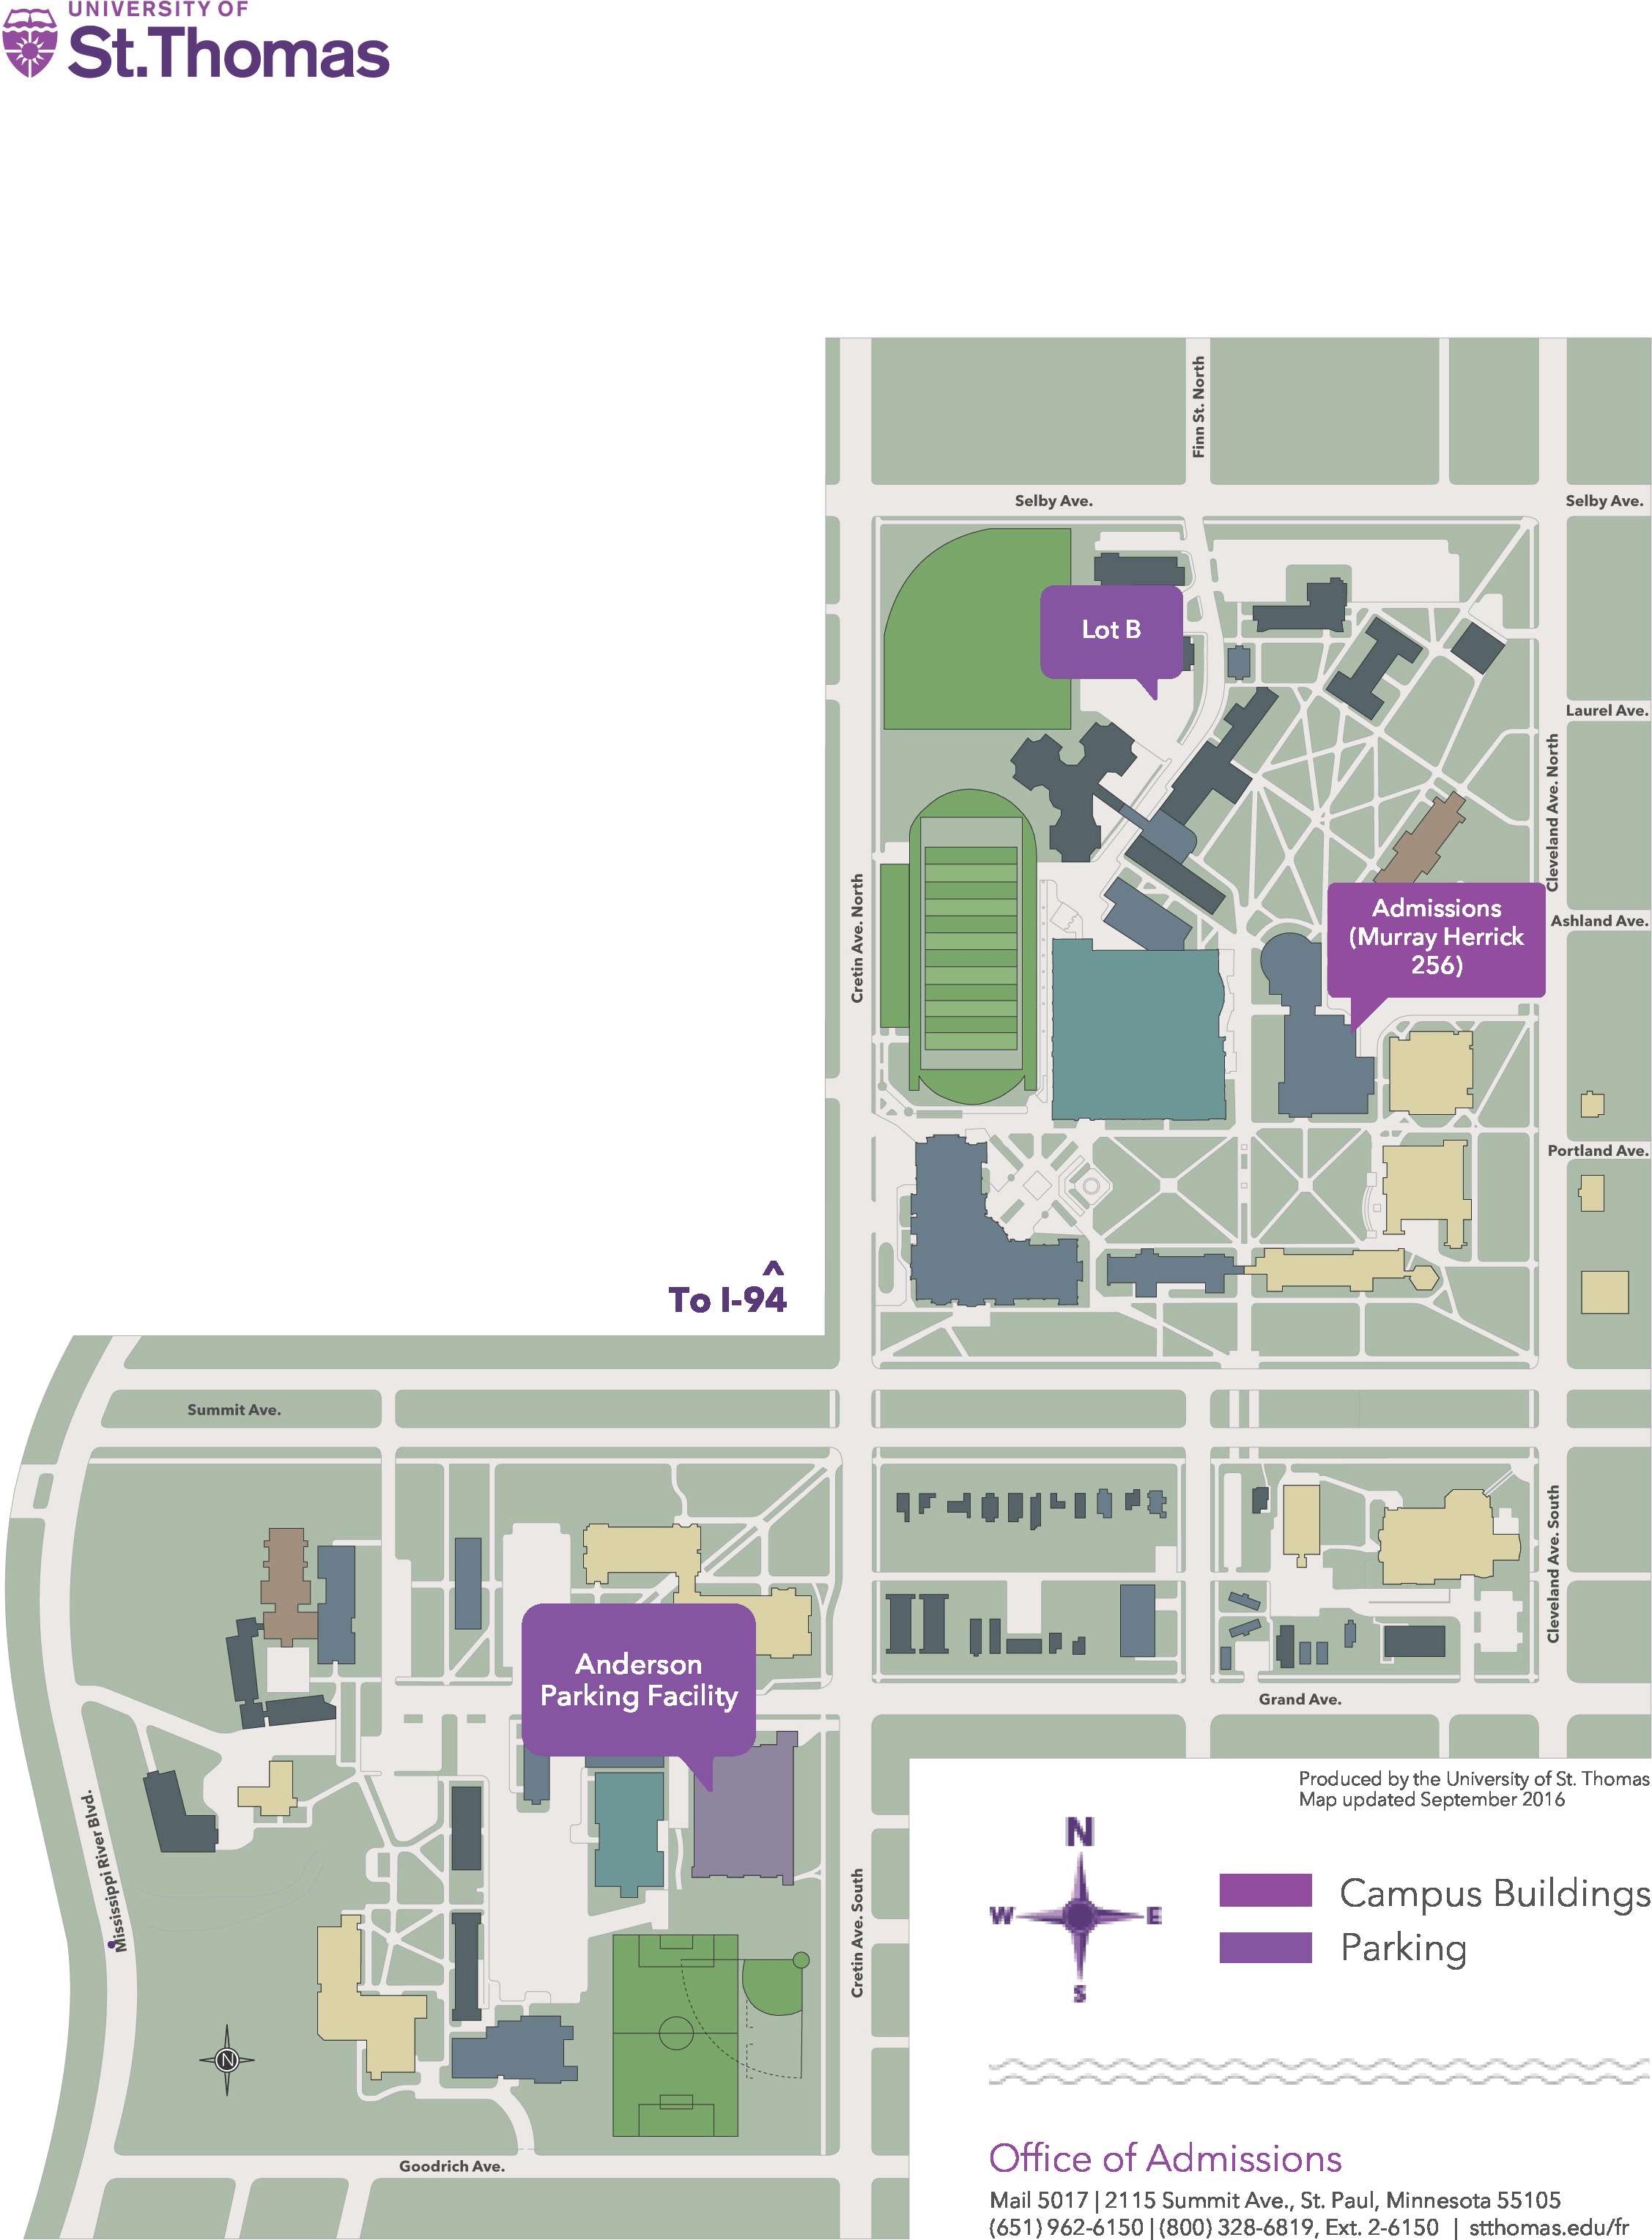 UNIVERSITY OF
St.Thomas
Finn St. North
Selby Ave.
Selby Ave.
Lot B
Laurel Ave.
Cleveland Ave. North
Cretin Ave. North
Admissions
(Murray Herrick
256)
Ashland Ave.
Portland Ave.
^
To I-94
Summit Ave.
Cleveland Ave. South
Anderson
Parking Facility
Grand Ave.
Produced by the University of St. Thomas
Map updated September 2016
Mississippi River Blvd.
Cretin Ave. South
N
W
E
S
Campus Buildings
Parking
N
Goodrich Ave.
Office of Admissions
Mail 5017 | 2115 Summit Ave., St. Paul, Minnesota 55105
(651) 962-6150 | (800) 328-6819, Ext. 2-6150 | stthomas.edu/fr